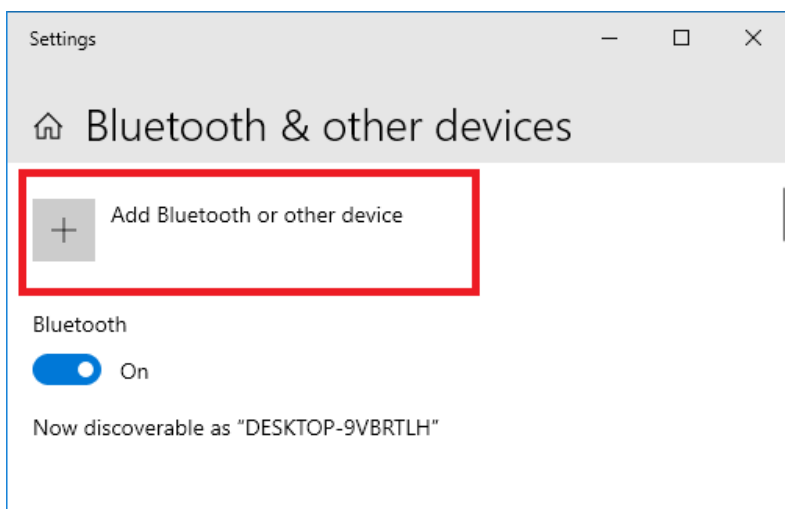 Settings
Bluetooth & other devices
Add Bluetooth or other device
Bluetooth
On
Now discoverable as “DESKTOP-9VBRTLH”